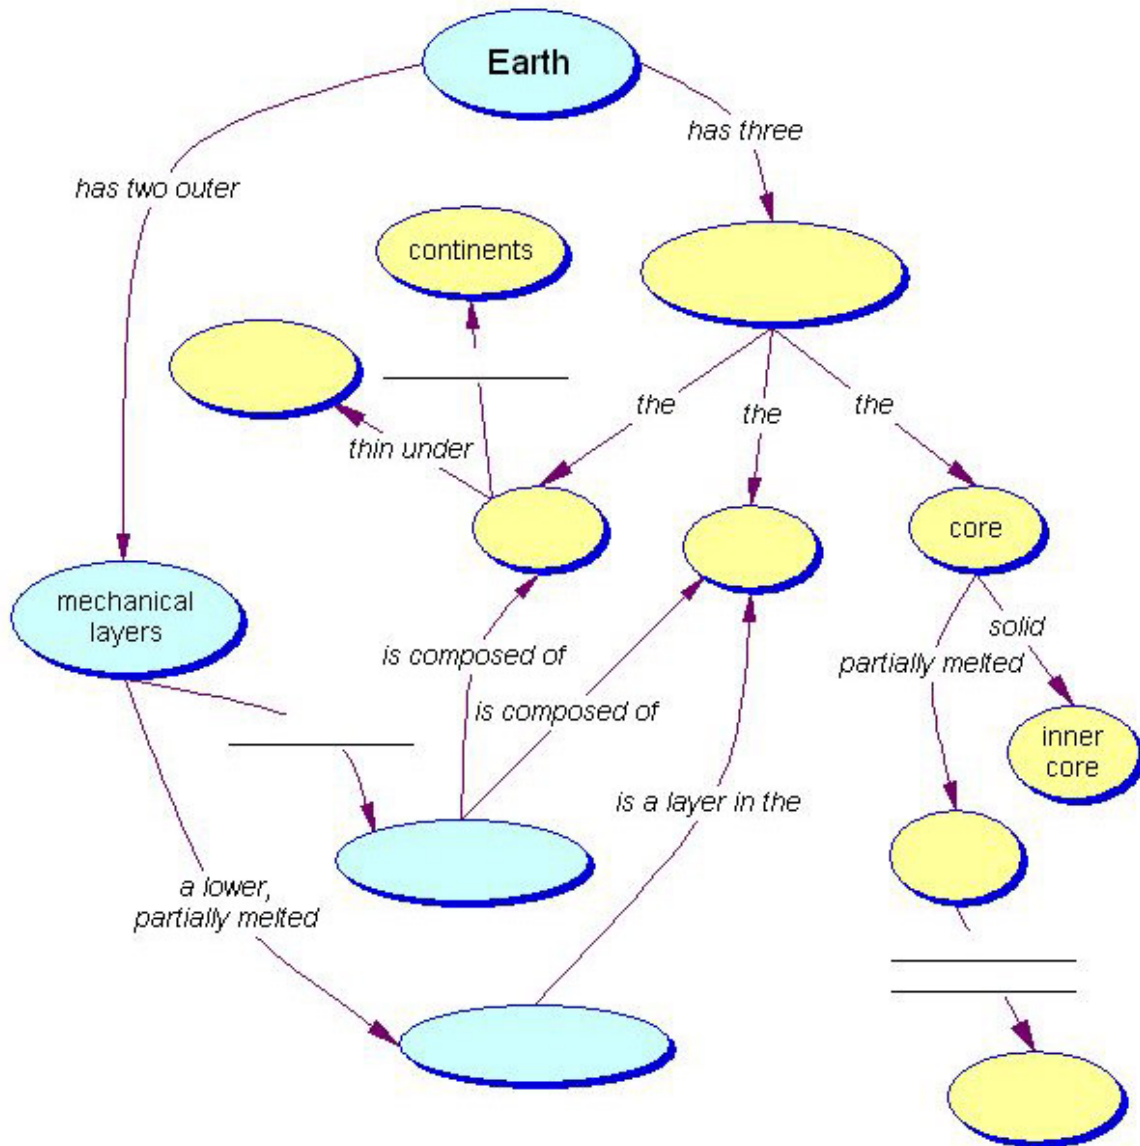 Earth
has three
has two outer
continents
the
the
the
thin under
core
mechanical
layers
solid
partially melted
is composed of
is composed of
inner
core
is a layer in the
a lower,
partially melted